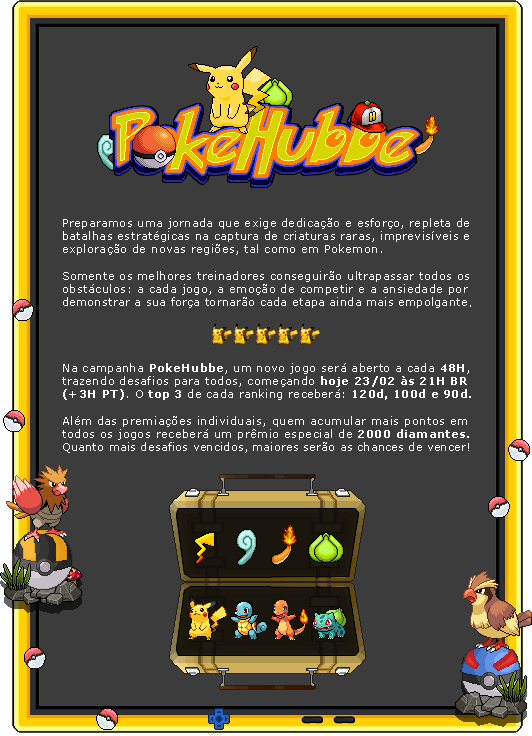 PokeHubbe
Preparamos uma jornada que exige dedicação e esforço, repleta de
batalhas estratégicas na captura de criaturas raras, imprevisíveis e
exploração de novas regiões, tal como em Pokemon.
Somente os melhores treinadores conseguirão ultrapassar todos os
obstáculos: a cada jogo, a emoção de competir e a ansiedade por
demonstrar a sua força tornarão cada etapa ainda mais empolgante.
Na campanha PokeHubbe, um novo jogo será aberto a cada 48H,
trazendo desafios para todos, começando hoje 23/02 às 21H BR
(+3H PT). O top 3 de cada ranking receberá: 120d, 100d e 90d.
Além das premiações individuais, quem acumular mais pontos em
todos os jogos receberá um prêmio especial de 2000 diamantes.
Quanto mais desafios vencidos, maiores serão as chances de vencer!